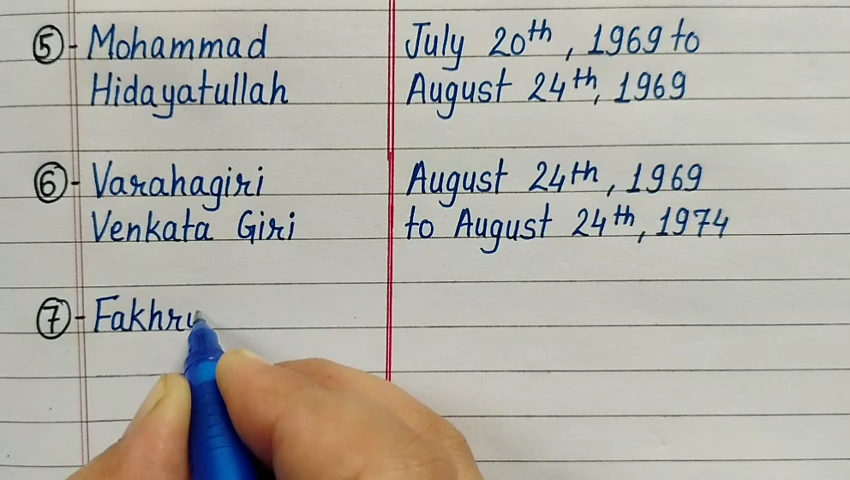 5 - Mohammad July 20th, 1969 to
Hidayatullah August 24th, 1969
6 - Varahagiri August 24th, 1969
Venkata Giri to August 24th, 1974
7 - Fakhru